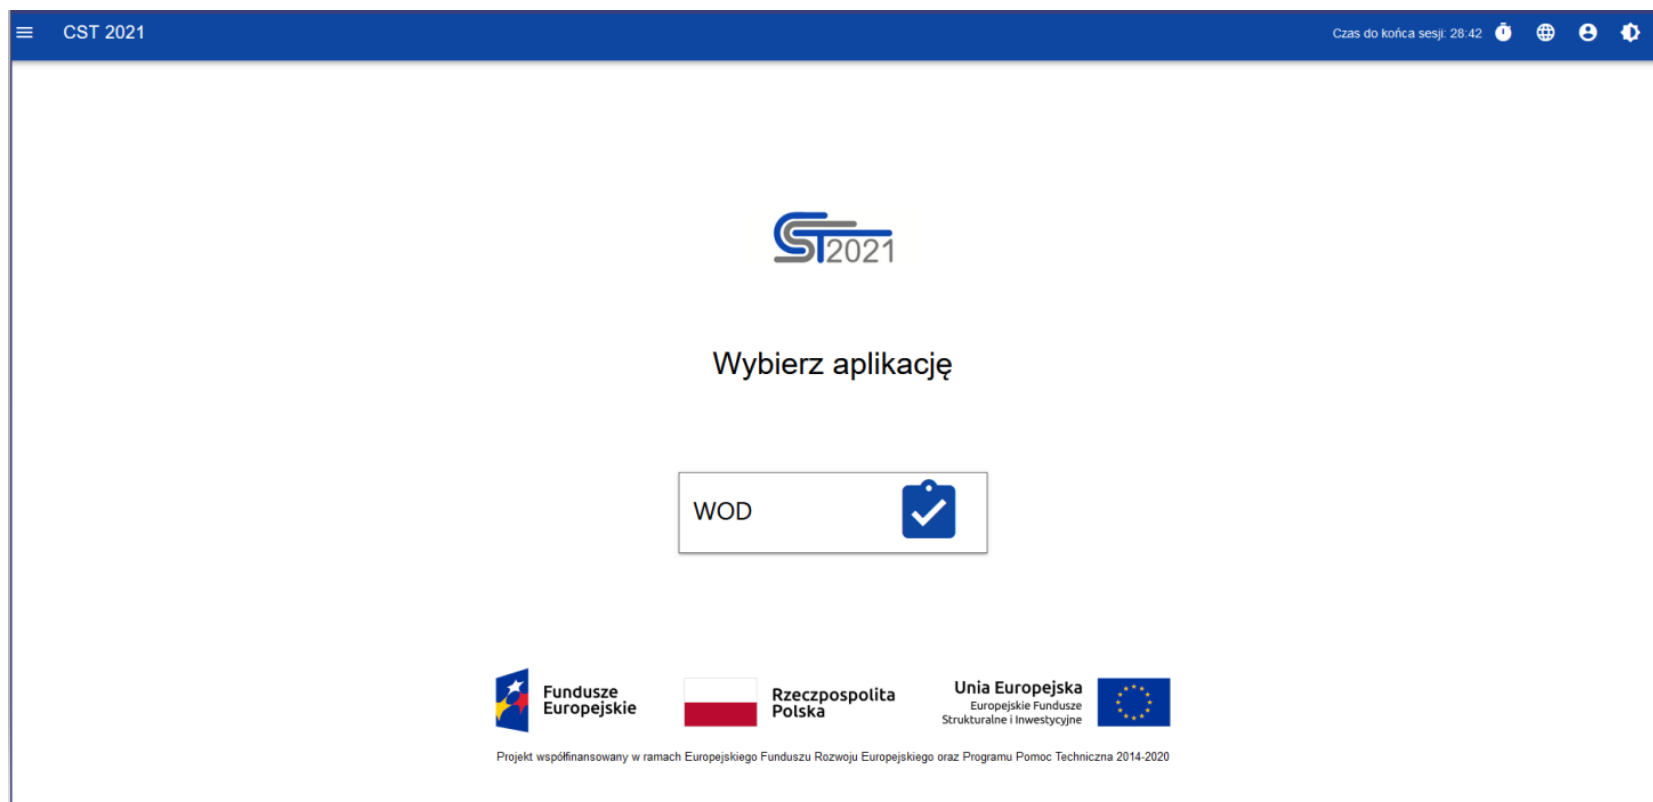 CST 2021
Czas do końca sesji: 28:42
CST2021
Wybierz aplikację
WOD
Fundusze
Europejskie
Rzeczpospolita
Polska
Unia Europejska
Europejskie Fundusze
Strukturalne i Inwestycyjne
Projekt współfinansowany w ramach Europejskiego Funduszu Rozwoju Europejskiego oraz Programu Pomoc Techniczna 2014-2020